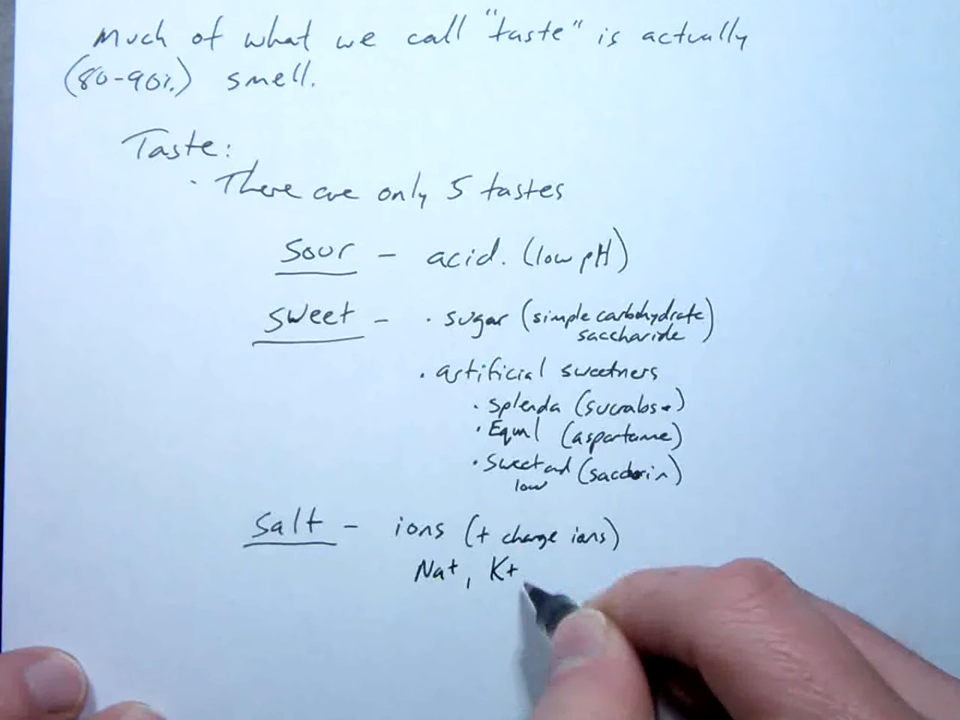 Much of what we call "taste" is actually
(80-90%) smell.
Taste:
· There are only 5 tastes
sour - acid. (low pH)
sweet - · sugar (simple carbohydrate
saccharide)
· artificial sweetners
· Splenda (sucralose)
· Equal (aspartame)
· Sweet and (saccharin)
low
salt - ions (+ charge ions)
Na+, K+